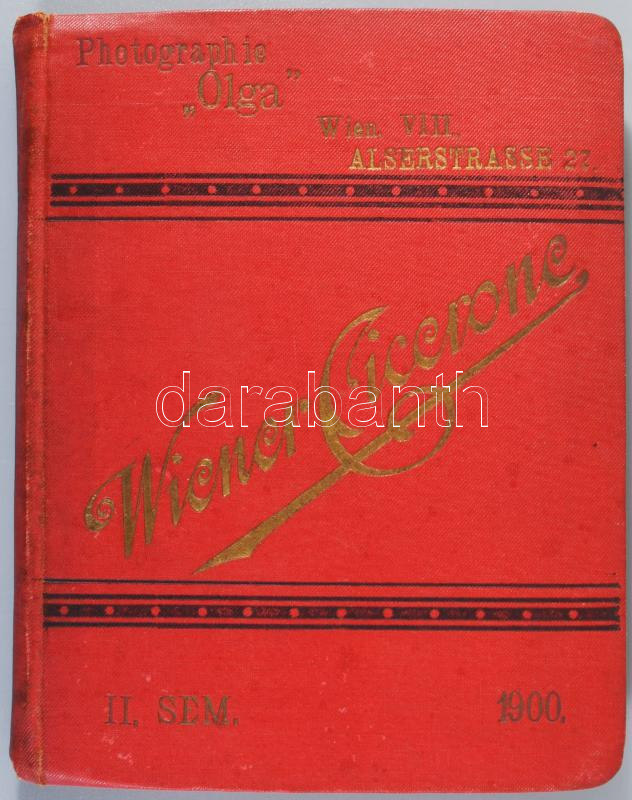 Photographie
„Olga”
Wien, VIII,
ALSERSTRASSE 27.
Wiener Cicerone
darabanth
II. SEM. 1900.